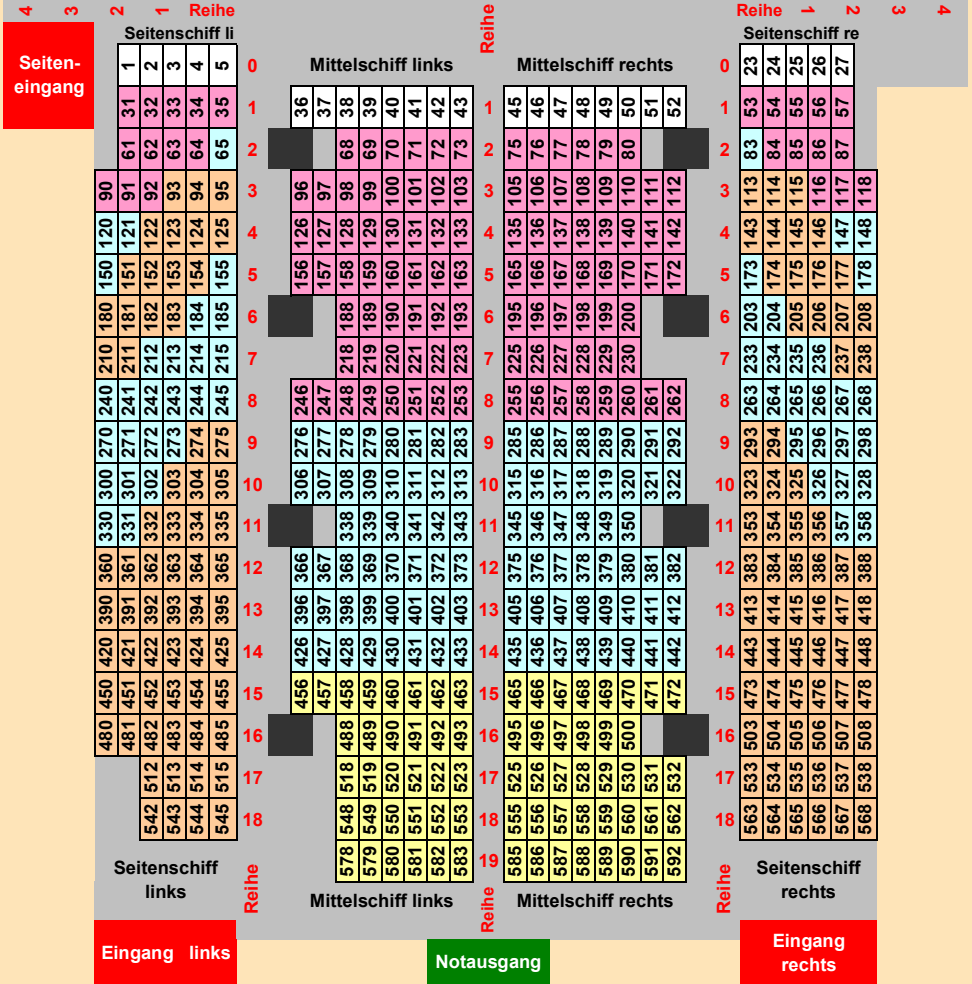 4 3 2 1 Reihe Reihe Reihe 1 2 3 4
Seitenschiff li Seitenschiff re
Seiten-
eingang
1 2 3 4 5 0 Mittelschiff links Mittelschiff rechts 0 23 24 25 26 27
31 32 33 34 35 36 37 38 39 40 41 42 43 1 45 46 47 48 49 50 51 52 1 53 54 55 56 57
61 62 63 64 65 2 68 69 70 71 72 73 75 76 77 78 79 80 2 83 84 85 86 87
90 91 92 93 94 95 3 96 97 98 99 100 101 102 103 3 105 106 107 108 109 110 111 112 3 113 114 115 116 117 118
120 121 122 123 124 125 4 126 127 128 129 130 131 132 133 4 135 136 137 138 139 140 141 142 4 143 144 145 146 147 148
150 151 152 153 154 155 5 156 157 158 159 160 161 162 163 5 165 166 167 168 169 170 171 172 5 173 174 175 176 177 178
180 181 182 183 184 185 6 188 189 190 191 192 193 6 195 196 197 198 199 200 6 203 204 205 206 207 208
210 211 212 213 214 215 7 218 219 220 221 222 223 7 225 226 227 228 229 230 7 233 234 235 236 237 238
240 241 242 243 244 245 8 246 247 248 249 250 251 252 253 8 255 256 257 258 259 260 261 262 8 263 264 265 266 267 268
270 271 272 273 274 275 9 276 277 278 279 280 281 282 283 9 285 286 287 288 289 290 291 292 9 293 294 295 296 297 298
300 301 302 303 304 305 10 306 307 308 309 310 311 312 313 10 315 316 317 318 319 320 321 322 10 323 324 325 326 327 328
330 331 332 333 334 335 11 338 339 340 341 342 343 11 345 346 347 348 349 350 11 353 354 355 356 357 358
360 361 362 363 364 365 12 366 367 368 369 370 371 372 373 12 375 376 377 378 379 380 381 382 12 383 384 385 386 387 388
390 391 392 393 394 395 13 396 397 398 399 400 401 402 403 13 405 406 407 408 409 410 411 412 13 413 414 415 416 417 418
420 421 422 423 424 425 14 426 427 428 429 430 431 432 433 14 435 436 437 438 439 440 441 442 14 443 444 445 446 447 448
450 451 452 453 454 455 15 456 457 458 459 460 461 462 463 15 465 466 467 468 469 470 471 472 15 473 474 475 476 477 478
480 481 482 483 484 485 16 488 489 490 491 492 493 16 495 496 497 498 499 500 16 503 504 505 506 507 508
512 513 514 515 17 518 519 520 521 522 523 17 525 526 527 528 529 530 531 532 17 533 534 535 536 537 538
542 543 544 545 18 548 549 550 551 552 553 18 555 556 557 558 559 560 561 562 18 563 564 565 566 567 568
578 579 580 581 582 583 19 585 586 587 588 589 590 591 592
Seitenschiff
links
Reihe
Mittelschiff links
Reihe
Mittelschiff rechts
Reihe
Seitenschiff
rechts
Eingang links
Notausgang
Eingang
rechts